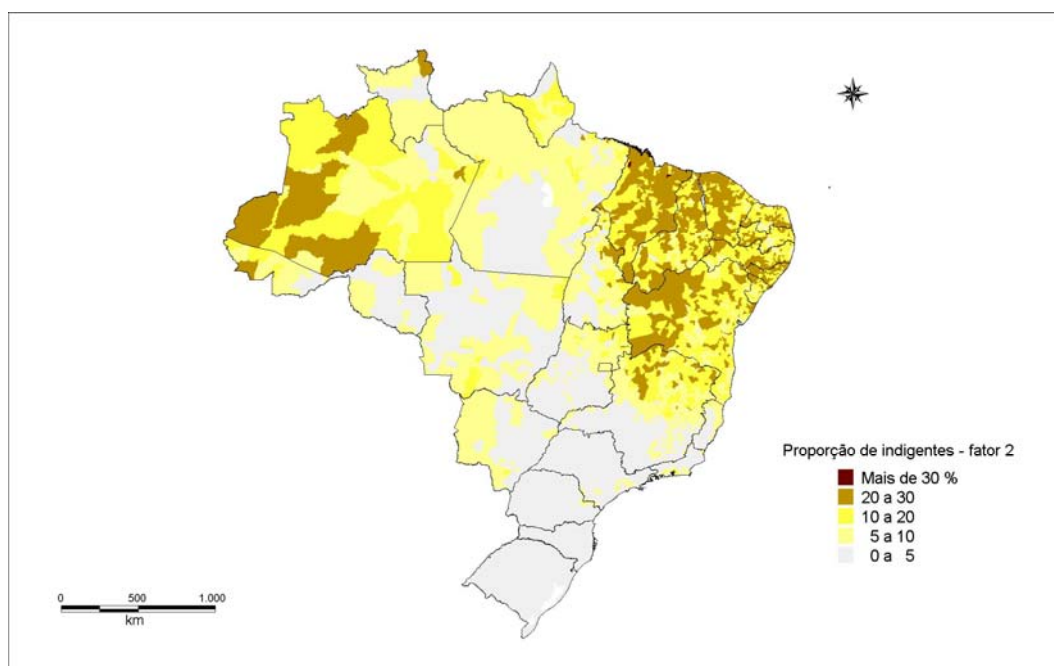 Proporção de indigentes - fator 2
Mais de 30 %
20 a 30
10 a 20
5 a 10
0 a 5
0 500 1.000
km